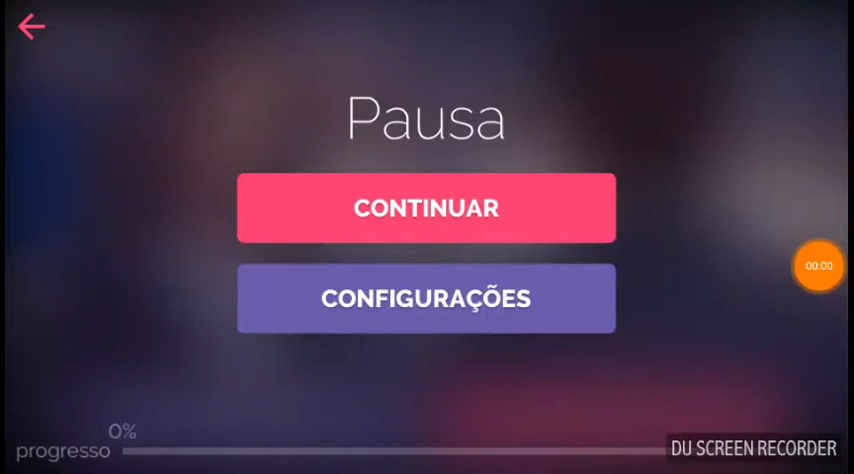 Pausa
CONTINUAR
00:00
CONFIGURAÇÕES
0%
progresso
DU SCREEN RECORDER